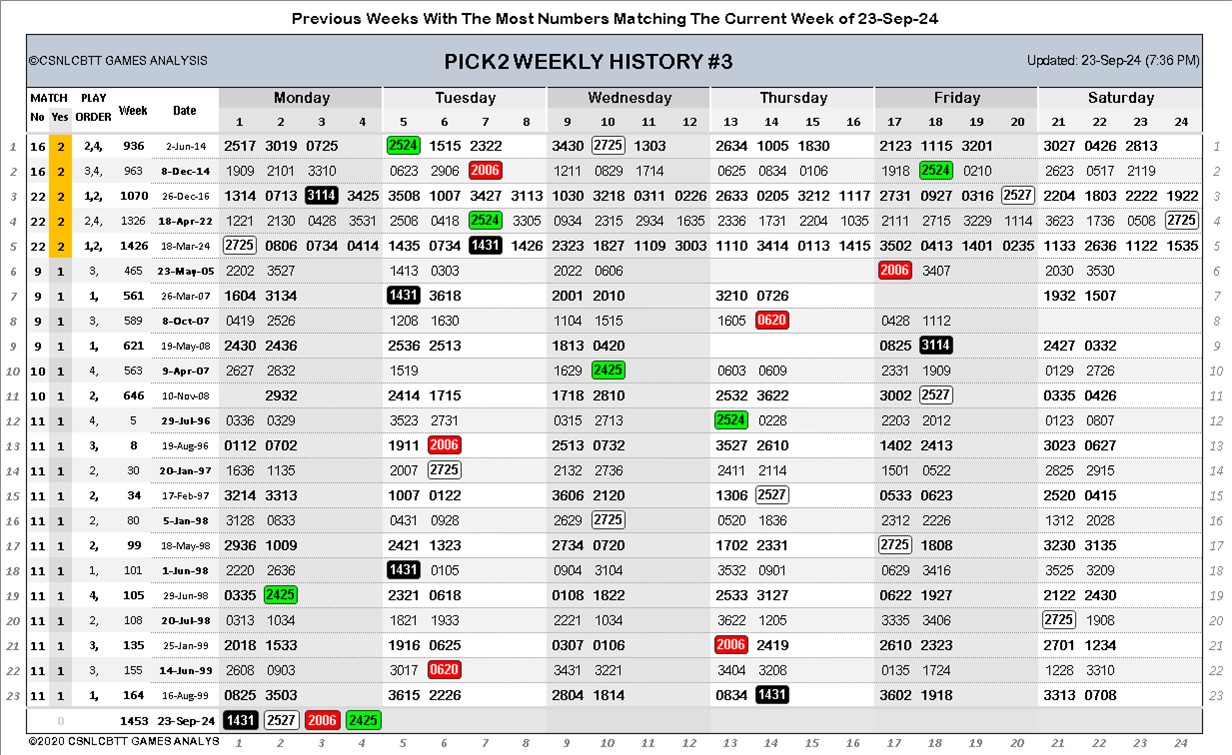 Previous Weeks With The Most Numbers Matching The Current Week of 23-Sep-24
©CSNLCBTT GAMES ANALYSIS PICK2 WEEKLY HISTORY #3 Updated: 23-Sep-24 (7:36 PM)
MATCH PLAY Week Date Monday Tuesday Wednesday Thursday Friday Saturday
No Yes ORDER 1 2 3 4 5 6 7 8 9 10 11 12 13 14 15 16 17 18 19 20 21 22 23 24
1 16 2 2,4, 936 2-Jun-14 2517 3019 0725 2524 1515 2322 3430 2725 1303 2634 1005 1830 2123 1115 3201 3027 0426 2813 1
2 16 2 3,4, 963 8-Dec-14 1909 2101 3310 0623 2906 2006 1211 0829 1714 0625 0834 0106 1918 2524 0210 2623 0517 2119 2
3 22 2 1,2, 1070 26-Dec-16 1314 0713 3114 3425 3508 1007 3427 3113 1030 3218 0311 0226 2633 0205 3212 1117 2731 0927 0316 2527 2204 1803 2222 1922 3
4 22 2 2,4, 1326 18-Apr-22 1221 2130 0428 3531 2508 0418 2524 3305 0934 2315 2934 1635 2336 1731 2204 1035 2111 2715 3229 1114 3623 1736 0508 2725 4
5 22 2 1,2, 1426 18-Mar-24 2725 0806 0734 0414 1435 0734 1431 1426 2323 1827 1109 3003 1110 3414 0113 1415 3502 0413 1401 0235 1133 2636 1122 1535 5
6 9 1 3, 465 23-May-05 2202 3527 1413 0303 2022 0606 2006 3407 2030 3530 6
7 9 1 1, 561 26-Mar-07 1604 3134 1431 3618 2001 2010 3210 0726 1932 1507 7
8 9 1 3, 589 8-Oct-07 0419 2526 1208 1630 1104 1515 1605 0620 0428 1112 8
9 9 1 1, 621 19-May-08 2430 2436 2536 2513 1813 0420 0825 3114 2427 0332 9
10 10 1 4, 563 9-Apr-07 2627 2832 1519 1629 2425 0603 0609 2331 1909 0129 2726 10
11 10 1 2, 646 10-Nov-08 2932 2414 1715 1718 2810 2532 3622 3002 2527 0335 0426 11
12 11 1 4, 5 29-Jul-96 0336 0329 3523 2731 0315 2713 2524 0228 2203 2012 0123 0807 12
13 11 1 3, 8 19-Aug-96 0112 0702 1911 2006 2513 0732 3527 2610 1402 2413 3023 0627 13
14 11 1 2, 30 20-Jan-97 1636 1135 2007 2725 2132 2736 2411 2114 1501 0522 2825 2915 14
15 11 1 2, 34 17-Feb-97 3214 3313 1007 0122 3606 2120 1306 2527 0533 0623 2520 0415 15
16 11 1 2, 80 5-Jan-98 3128 0833 0431 0928 2629 2725 0520 1836 2312 2226 1312 2028 16
17 11 1 2, 99 18-May-98 2936 1009 2421 1323 2734 0720 1702 2331 2725 1808 3230 3135 17
18 11 1 1, 101 1-Jun-98 2220 2636 1431 0105 0904 3104 3532 0901 0629 3416 3525 3209 18
19 11 1 4, 105 29-Jun-98 0335 2425 2321 0618 0108 1822 2533 3127 0622 1927 2122 2430 19
20 11 1 2, 108 20-Jul-98 0313 1034 1821 1933 2221 1034 3622 1205 3335 3406 2725 1908 20
21 11 1 3, 135 25-Jan-99 2018 1533 1916 0625 0307 0106 2006 2419 2610 2323 2701 1234 21
22 11 1 3, 155 14-Jun-99 2608 0903 3017 0620 3431 3221 3404 3208 0135 1724 1228 3310 22
23 11 1 1, 164 16-Aug-99 0825 3503 3615 2226 2804 1814 0834 1431 3602 1918 3313 0708 23
0 1453 23-Sep-24 1431 2527 2006 2425
©2020 CSNLCBTT GAMES ANALYS 1 2 3 4 5 6 7 8 9 10 11 12 13 14 15 16 17 18 19 20 21 22 23 24